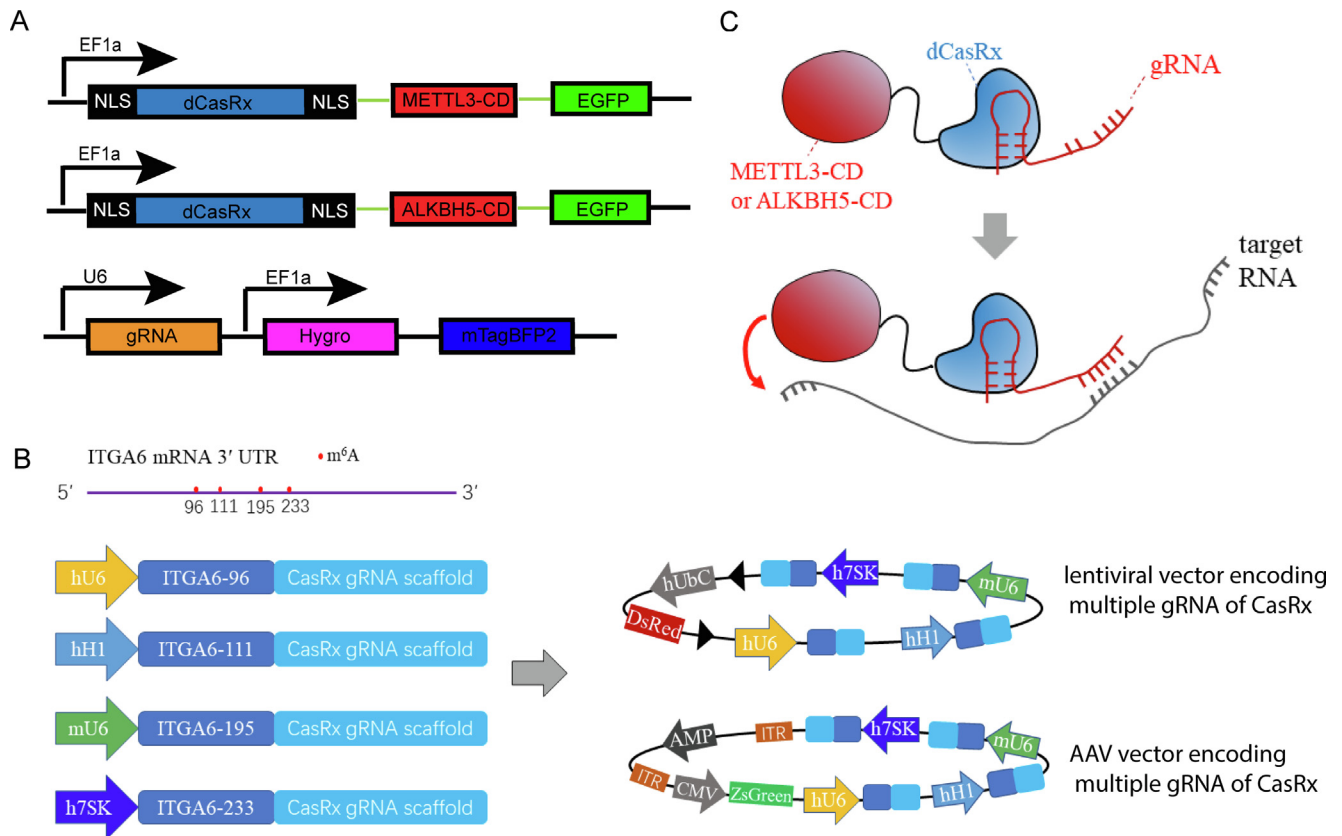 A
EF1a
NLS dCasRx NLS METTL3-CD EGFP
EF1a
NLS dCasRx NLS ALKBH5-CD EGFP
U6 EF1a
gRNA Hygro mTagBFP2
C
dCasRx
gRNA
METTL3-CD
or ALKBH5-CD
target
RNA
B
ITGA6 mRNA 3′ UTR m⁶A
5′ 3′
96 111 195 233
hU6 ITGA6-96 CasRx gRNA scaffold
hH1 ITGA6-111 CasRx gRNA scaffold
mU6 ITGA6-195 CasRx gRNA scaffold
h7SK ITGA6-233 CasRx gRNA scaffold
hUbC h7SK mU6
DsRed hU6 hH1
lentiviral vector encoding
multiple gRNA of CasRx
AMP ITR h7SK mU6
ITR CMV ZsGreen hU6 hH1
AAV vector encoding
multiple gRNA of CasRx